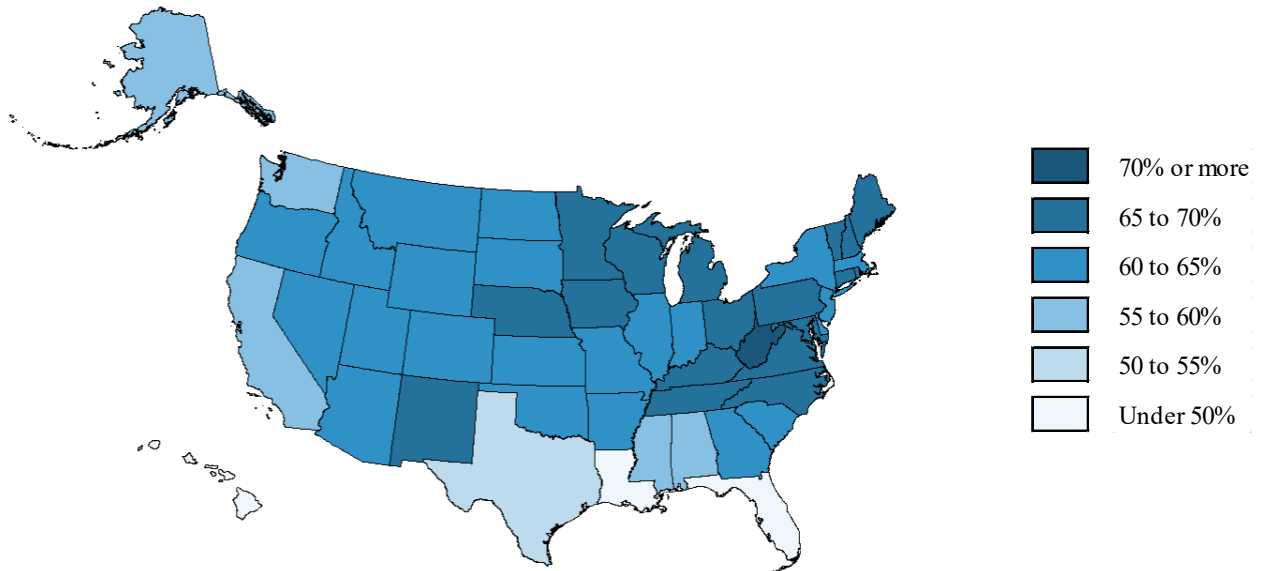 70% or more
65 to 70%
60 to 65%
55 to 60%
50 to 55%
Under 50%